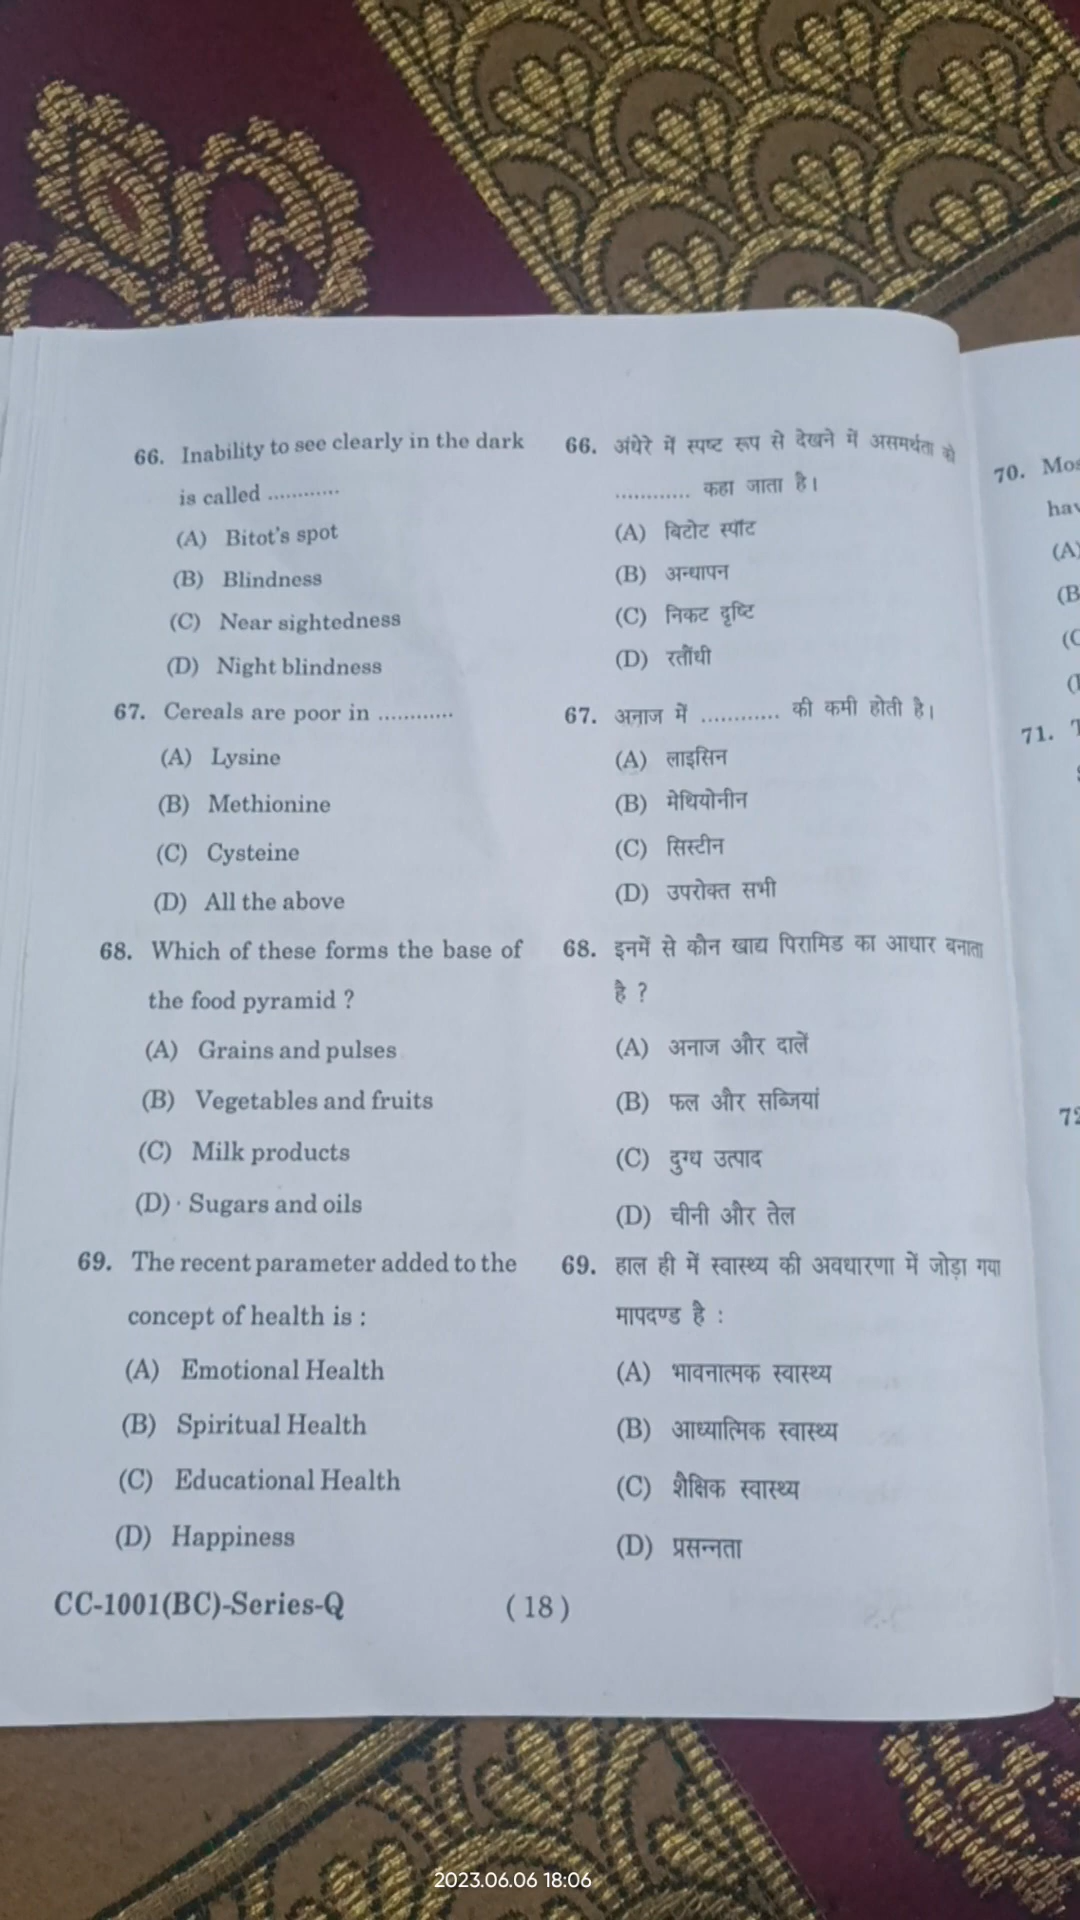 66. Inability to see clearly in the dark
is called ............
(A) Bitot's spot
(B) Blindness
(C) Near sightedness
(D) Night blindness
67. Cereals are poor in ............
(A) Lysine
(B) Methionine
(C) Cysteine
(D) All the above
68. Which of these forms the base of
the food pyramid ?
(A) Grains and pulses
(B) Vegetables and fruits
(C) Milk products
(D) Sugars and oils
69. The recent parameter added to the
concept of health is :
(A) Emotional Health
(B) Spiritual Health
(C) Educational Health
(D) Happiness
66. अंधेरे में स्पष्ट रूप से देखने में असमर्थता को
............ कहा जाता है।
(A) बिटोट स्पॉट
(B) अन्धापन
(C) निकट दृष्टि
(D) रतौंधी
67. अनाज में ............ की कमी होती है।
(A) लाइसिन
(B) मेथियोनीन
(C) सिस्टीन
(D) उपरोक्त सभी
68. इनमें से कौन खाद्य पिरामिड का आधार बनाता
है ?
(A) अनाज और दालें
(B) फल और सब्जियां
(C) दुग्ध उत्पाद
(D) चीनी और तेल
69. हाल ही में स्वास्थ्य की अवधारणा में जोड़ा गया
मापदण्ड है :
(A) भावनात्मक स्वास्थ्य
(B) आध्यात्मिक स्वास्थ्य
(C) शैक्षिक स्वास्थ्य
(D) प्रसन्नता
CC-1001(BC)-Series-Q
( 18 )
70.
(A)
71.
2023.06.06 18:06